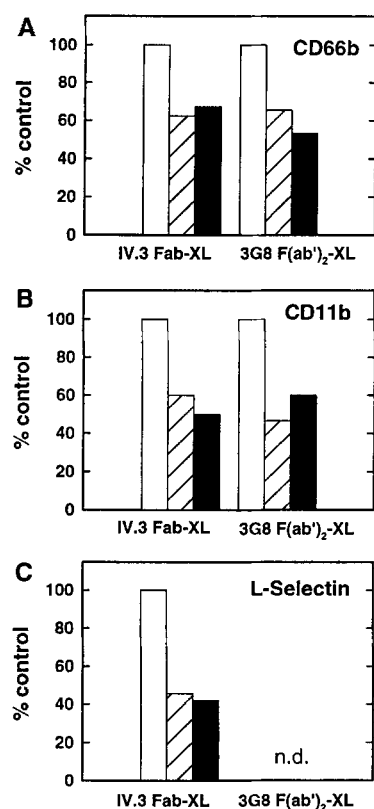 A
CD66b
% control
100
80
60
40
20
0
IV.3 Fab-XL 3G8 F(ab')₂-XL
B
CD11b
% control
100
80
60
40
20
0
IV.3 Fab-XL 3G8 F(ab')₂-XL
C
L-Selectin
% control
100
80
60
40
20
0
n.d.
IV.3 Fab-XL 3G8 F(ab')₂-XL